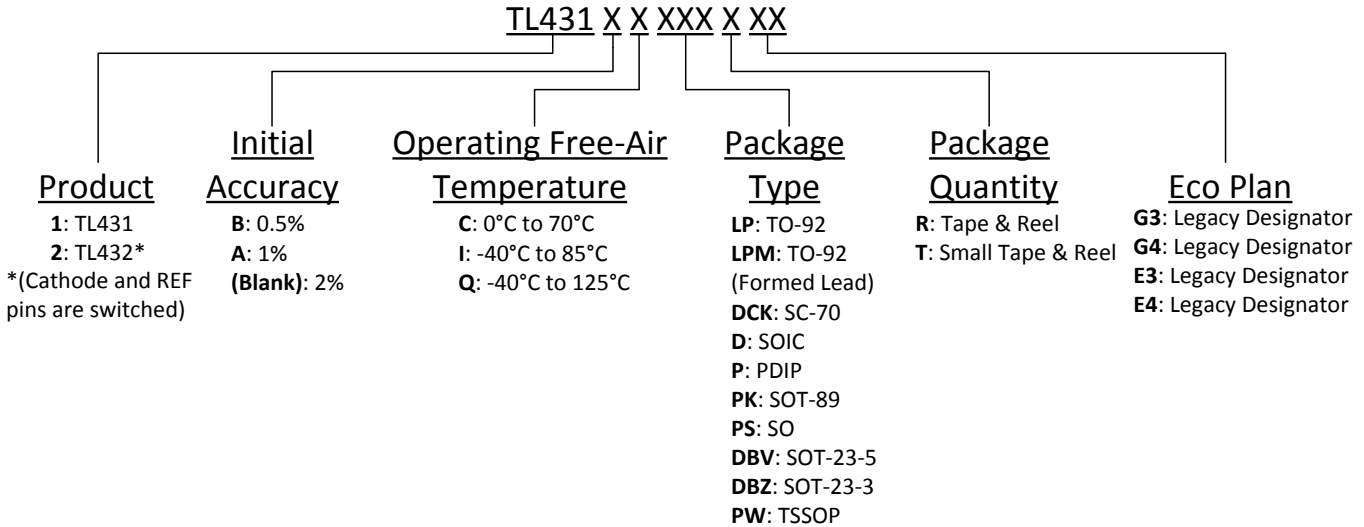 TL431 X X XXX X XX
Product
1: TL431
2: TL432*
*(Cathode and REF
pins are switched)
Initial
Accuracy
B: 0.5%
A: 1%
(Blank): 2%
Operating Free-Air
Temperature
C: 0°C to 70°C
I: -40°C to 85°C
Q: -40°C to 125°C
Package
Type
LP: TO-92
LPM: TO-92
(Formed Lead)
DCK: SC-70
D: SOIC
P: PDIP
PK: SOT-89
PS: SO
DBV: SOT-23-5
DBZ: SOT-23-3
PW: TSSOP
Package
Quantity
R: Tape & Reel
T: Small Tape & Reel
Eco Plan
G3: Legacy Designator
G4: Legacy Designator
E3: Legacy Designator
E4: Legacy Designator